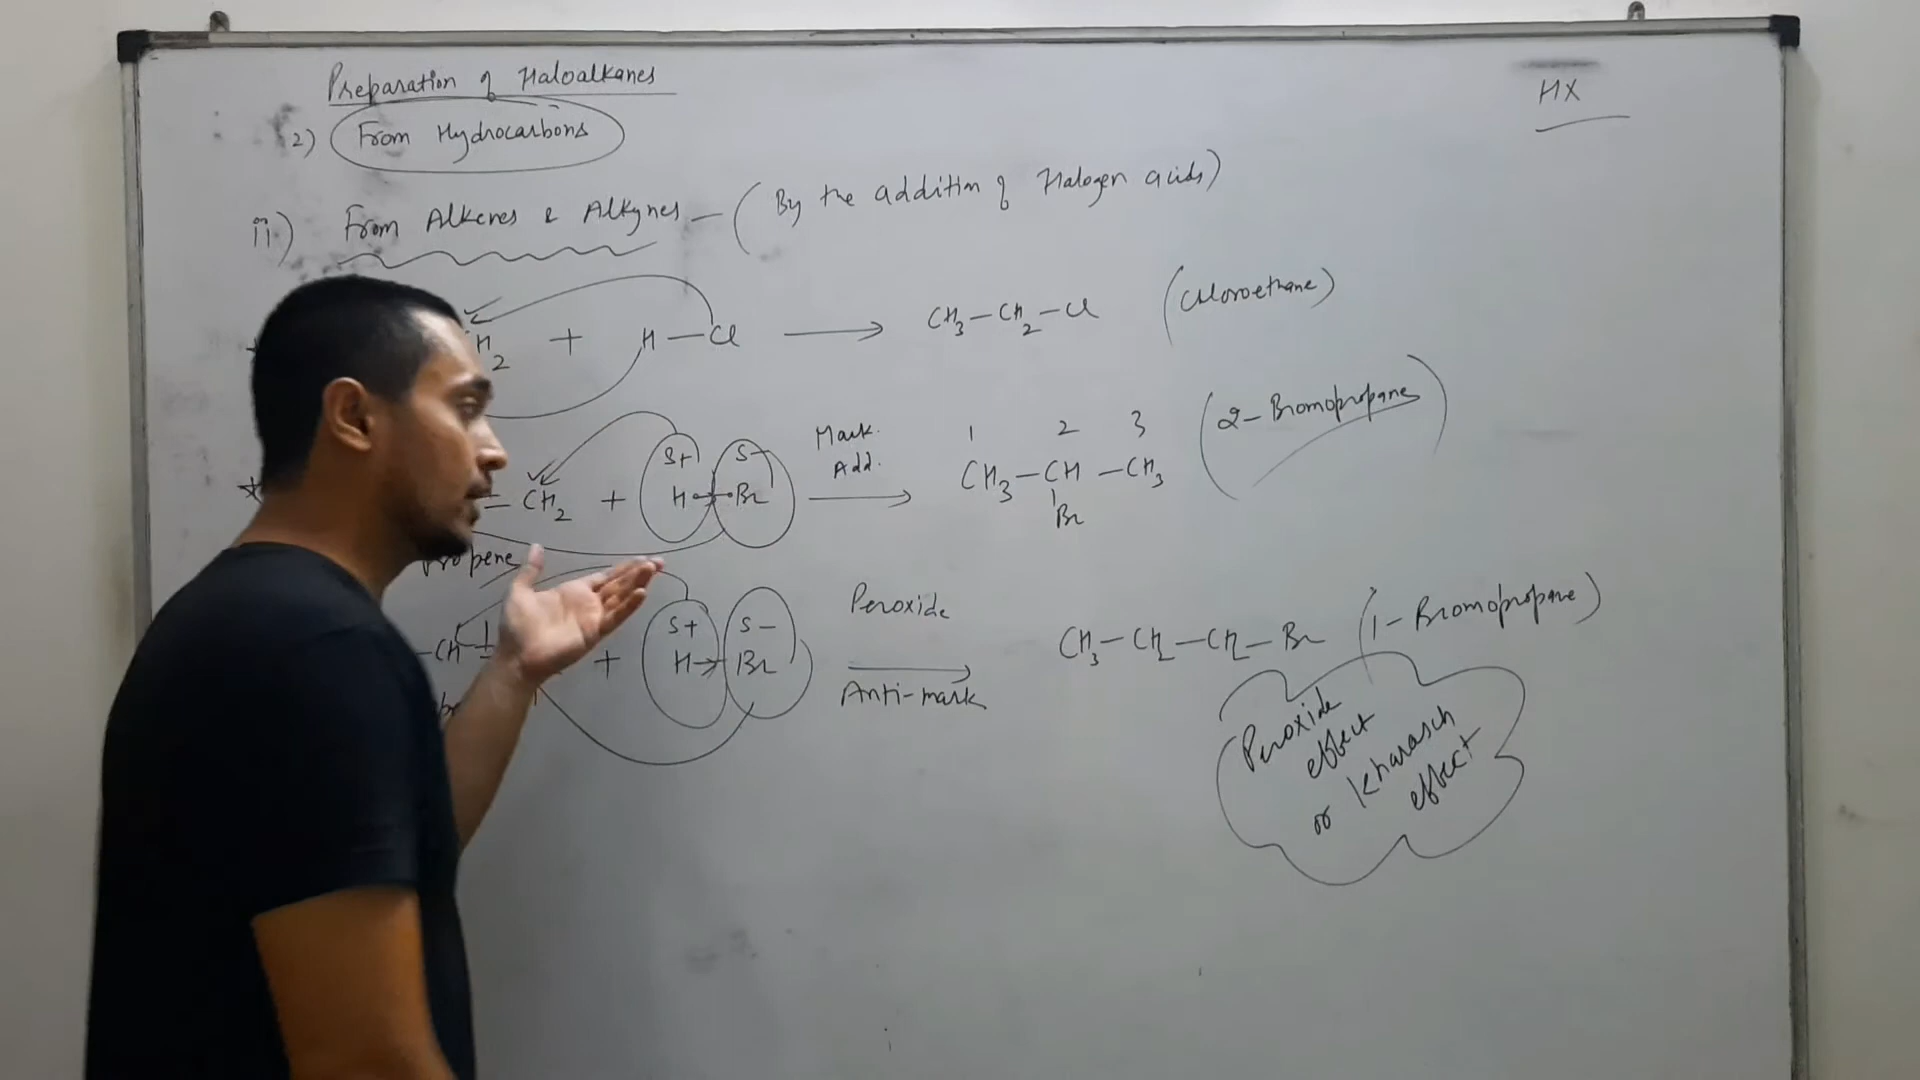 Preparation of Haloalkanes
HX
2) From Hydrocarbons
ii) From Alkenes & Alkynes – (By the addition of Halogen acids)
H2 + H–Cl → CH3–CH2–Cl (Chloroethane)
Mark. Add.
1 2 3
δ+ δ–
= CH2 + H→Br → CH3–CH–CH3 (2-Bromopropane)
Br
Propene
Peroxide
δ+ δ–
–CH + H→Br → CH3–CH2–CH2–Br (1-Bromopropane)
Anti-mark
Peroxide
effect
or Kharasch
effect